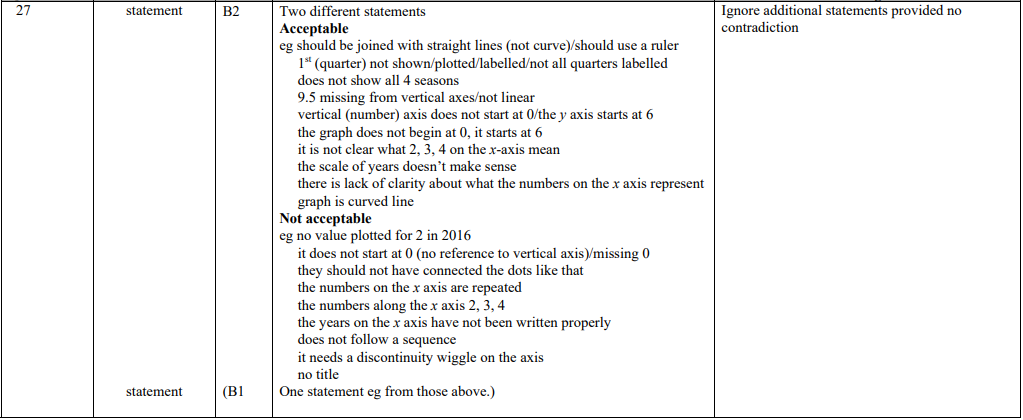 27 statement B2 Two different statements Ignore additional statements provided no
Acceptable contradiction
eg should be joined with straight lines (not curve)/should use a ruler
1st (quarter) not shown/plotted/labelled/not all quarters labelled
does not show all 4 seasons
9.5 missing from vertical axes/not linear
vertical (number) axis does not start at 0/the y axis starts at 6
the graph does not begin at 0, it starts at 6
it is not clear what 2, 3, 4 on the x-axis mean
the scale of years doesn't make sense
there is lack of clarity about what the numbers on the x axis represent
graph is curved line
Not acceptable
eg no value plotted for 2 in 2016
it does not start at 0 (no reference to vertical axis)/missing 0
they should not have connected the dots like that
the numbers on the x axis are repeated
the numbers along the x axis 2, 3, 4
the years on the x axis have not been written properly
does not follow a sequence
it needs a discontinuity wiggle on the axis
no title
statement (B1 One statement eg from those above.)